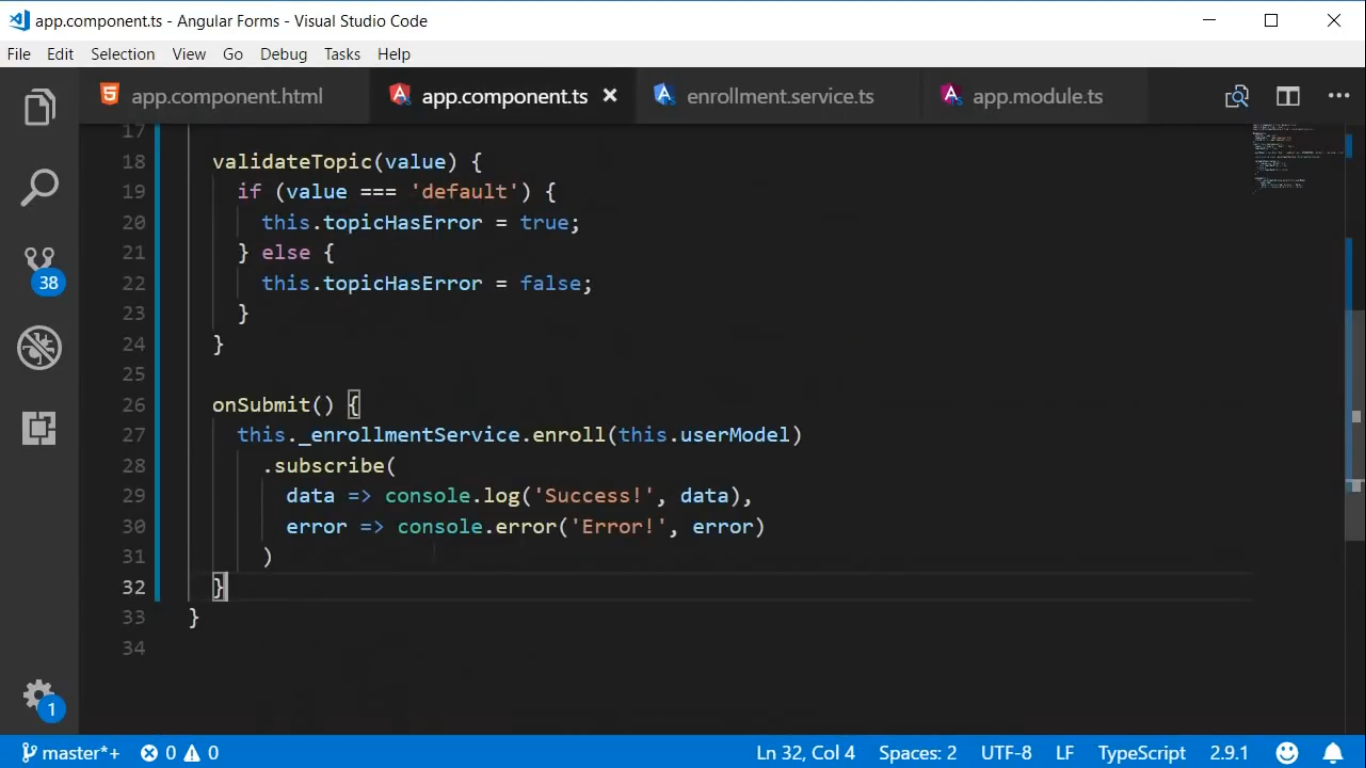 app.component.ts - Angular Forms - Visual Studio Code
File Edit Selection View Go Debug Tasks Help
app.component.html app.component.ts enrollment.service.ts app.module.ts
17
18 validateTopic(value) {
19 if (value === 'default') {
20 this.topicHasError = true;
21 } else {
22 this.topicHasError = false;
23 }
24 }
25
26 onSubmit() {
27 this._enrollmentService.enroll(this.userModel)
28 .subscribe(
29 data => console.log('Success!', data),
30 error => console.error('Error!', error)
31 )
32 }
33 }
34
38
1
master*+ 0 0 Ln 32, Col 4 Spaces: 2 UTF-8 LF TypeScript 2.9.1